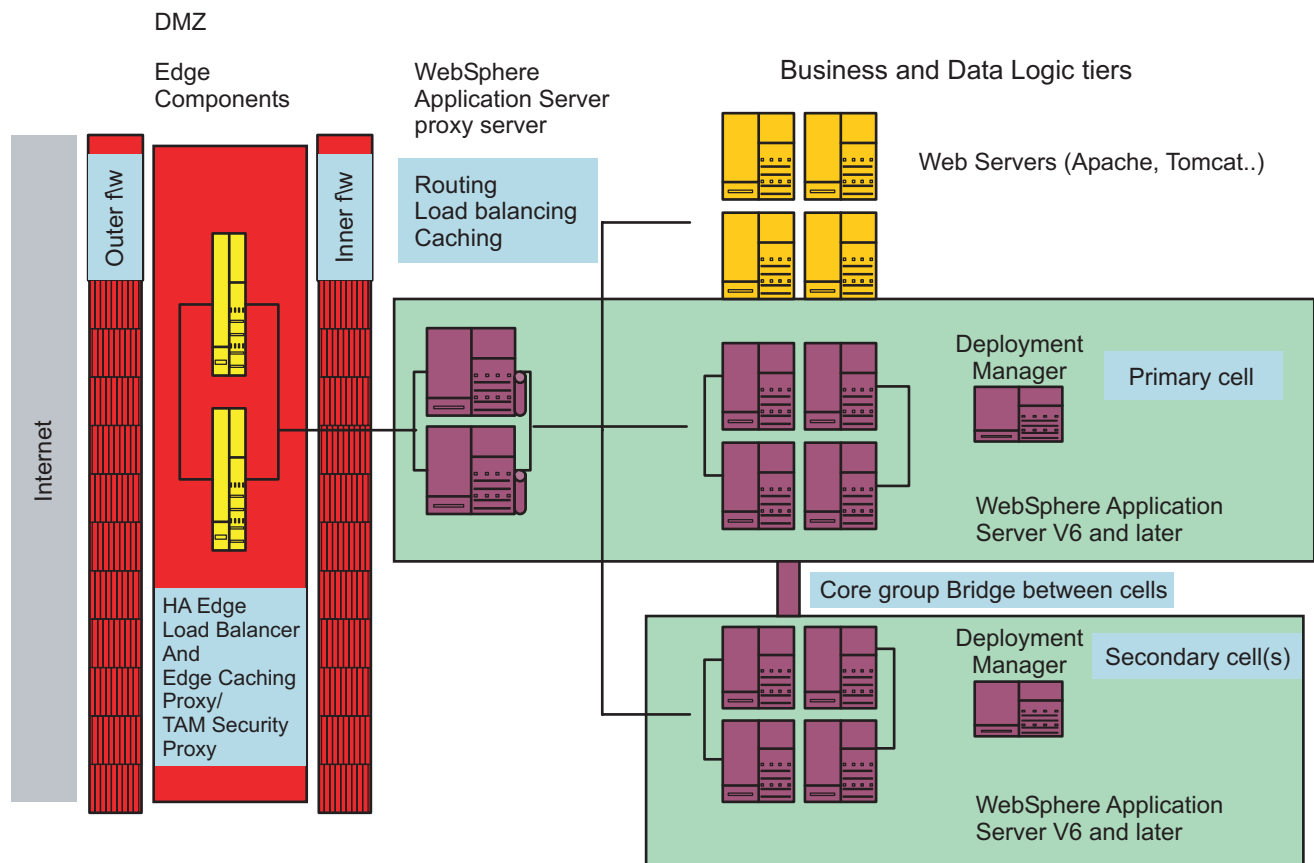 DMZ
Edge
Components
WebSphere
Application Server
proxy server
Business and Data Logic tiers
Internet
Outer f\w
Inner f\w
Routing
Load balancing
Caching
Web Servers (Apache, Tomcat..)
Deployment
Manager
Primary cell
WebSphere Application
Server V6 and later
Core group Bridge between cells
HA Edge
Load Balancer
And
Edge Caching
Proxy/
TAM Security
Proxy
Deployment
Manager
Secondary cell(s)
WebSphere Application
Server V6 and later